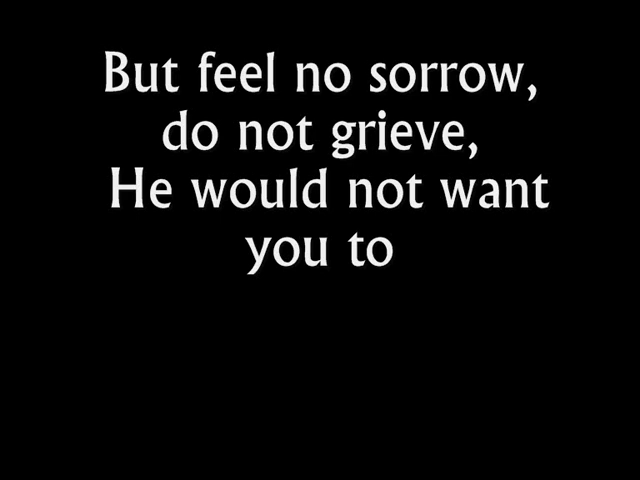 But feel no sorrow,
do not grieve,
He would not want
you to